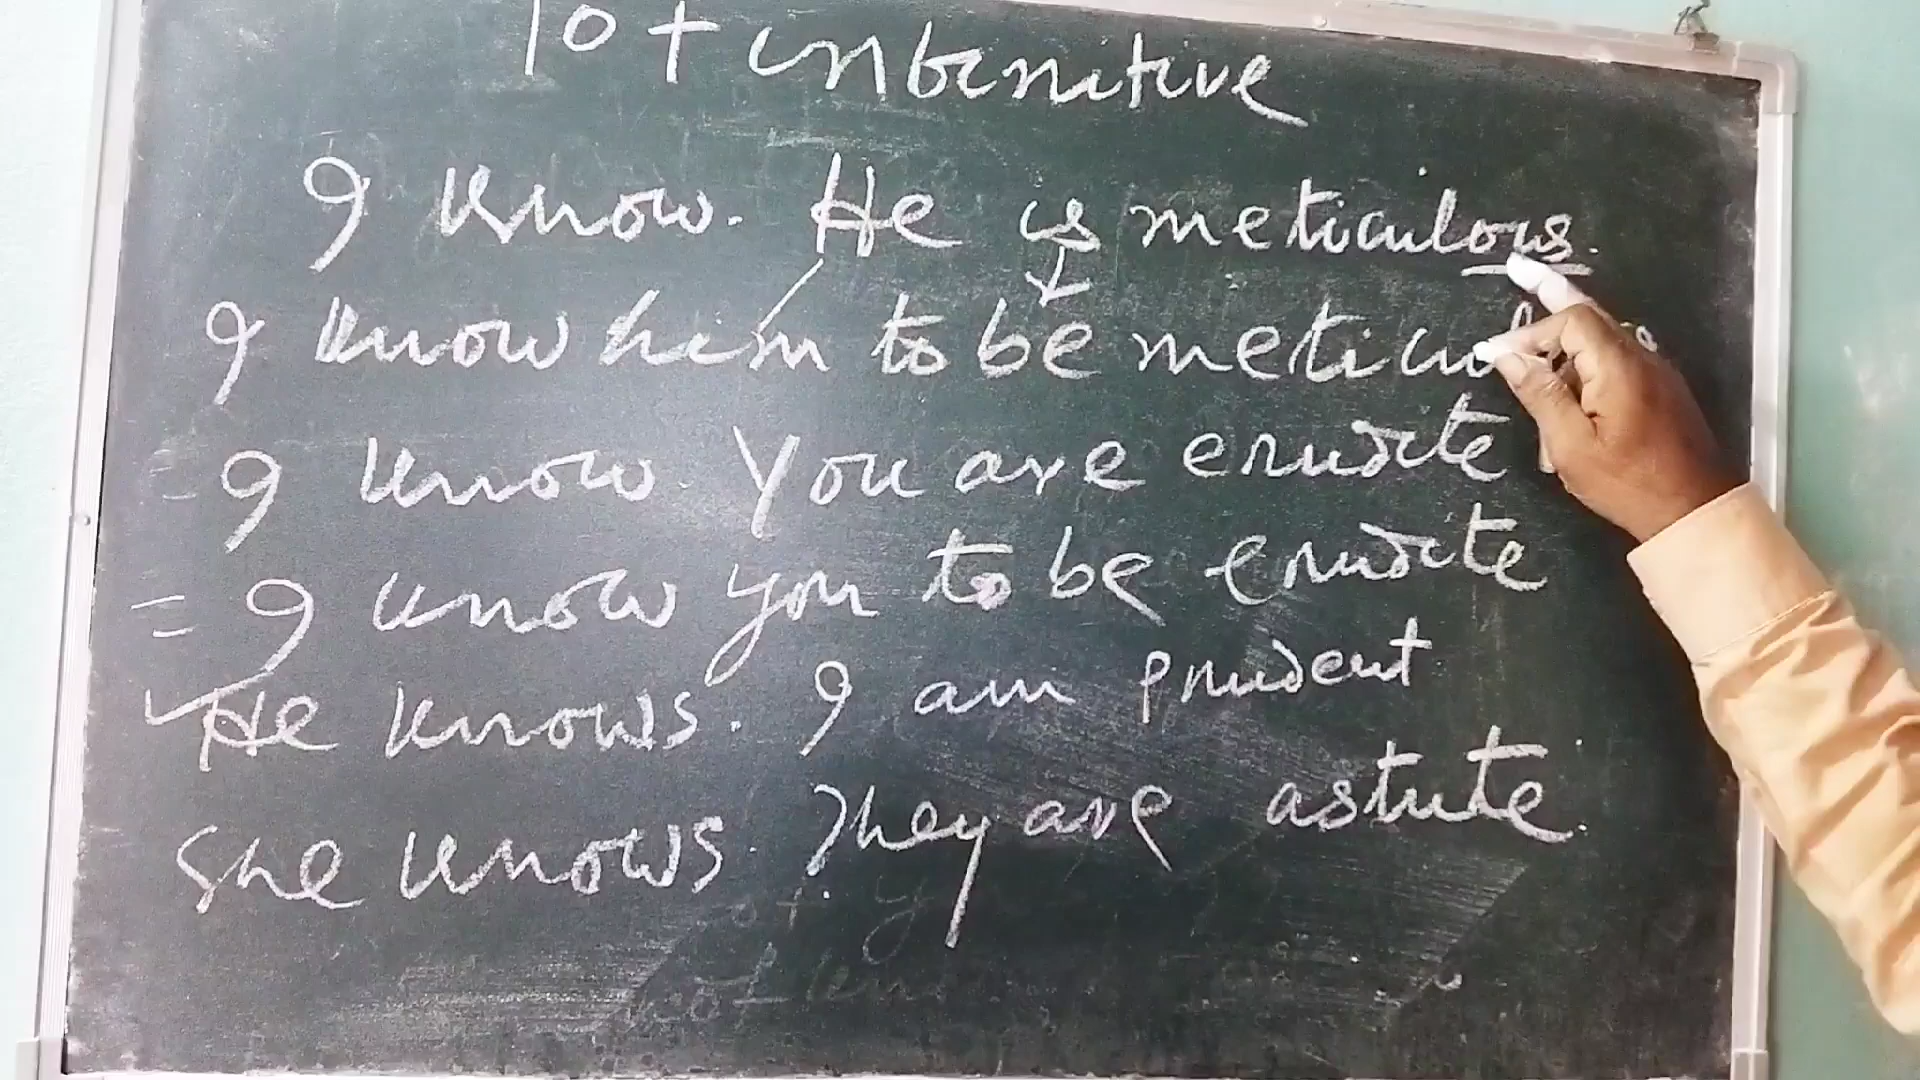 To + infinitive
I know. He is meticulous.
I know him to be
= I know. You are erudite
= I know you to be erudite
He knows. I am prudent
She knows. They are astute.